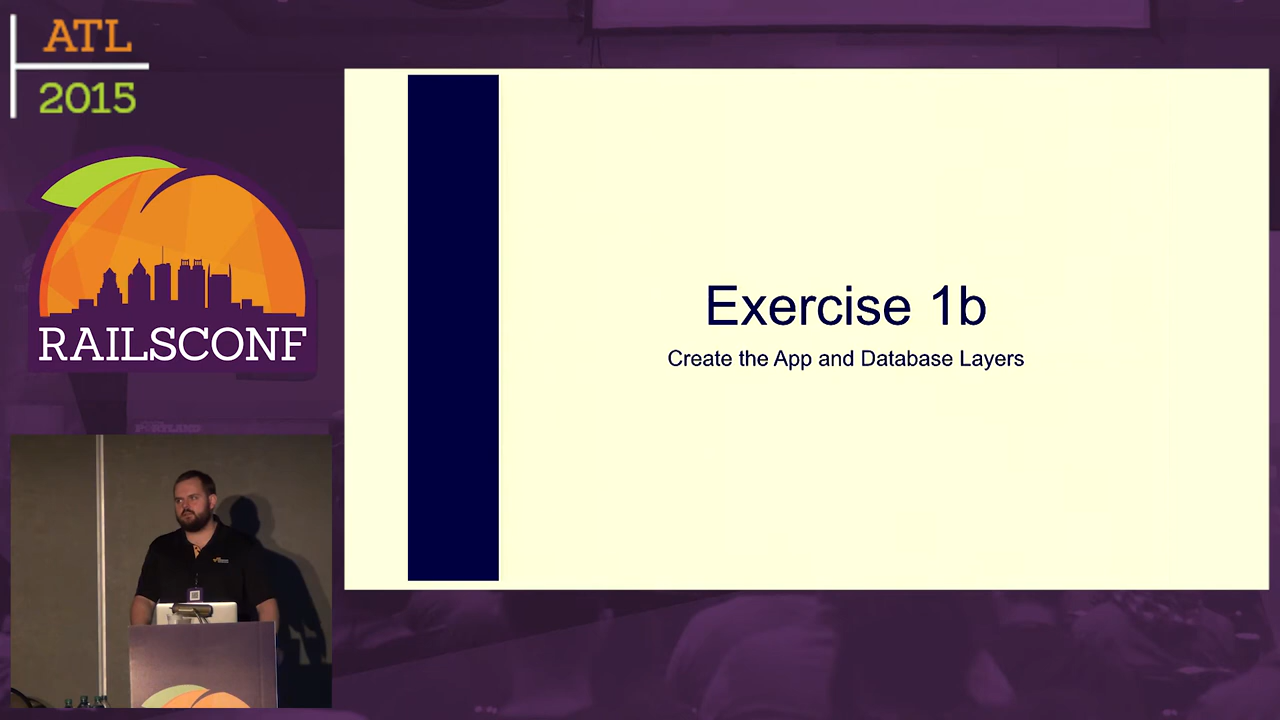 ATL
2015
RAILSCONF
Exercise 1b
Create the App and Database Layers